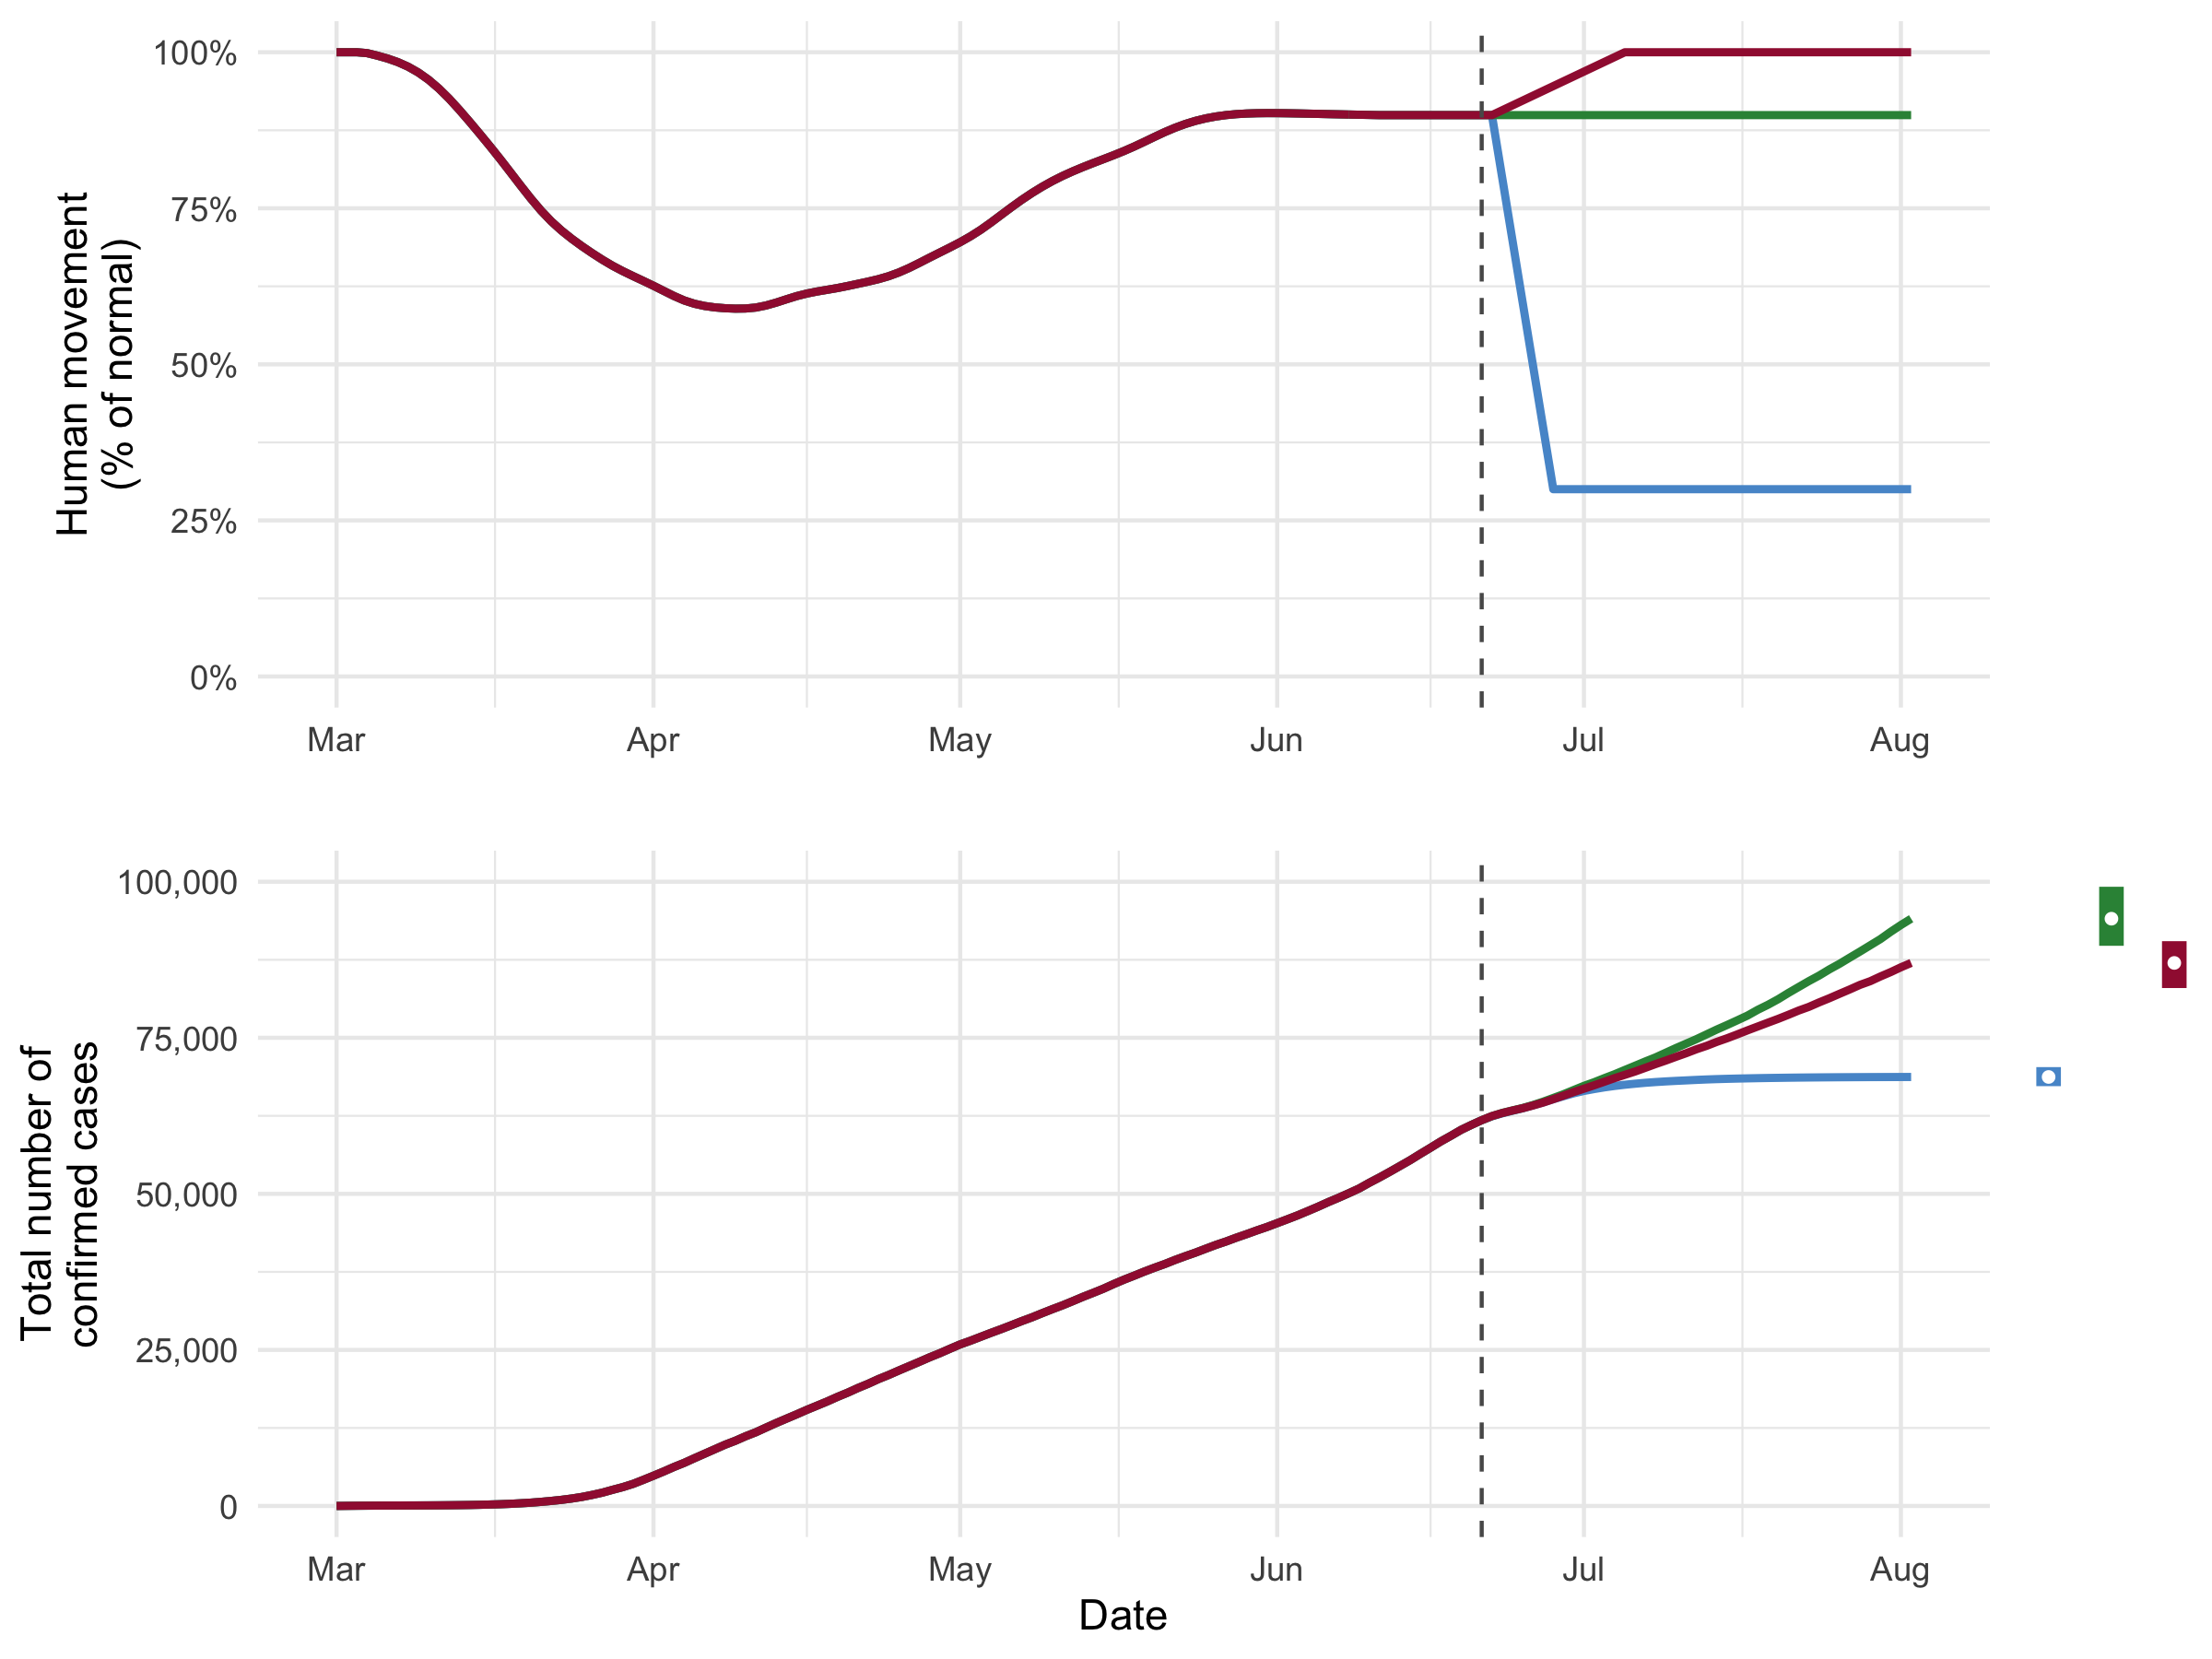 Human movement
(% of normal)
100%
75%
50%
25%
0%
Mar Apr May Jun Jul Aug
Total number of
confirmed cases
100,000
75,000
50,000
25,000
0
Mar Apr May Jun Jul Aug
Date